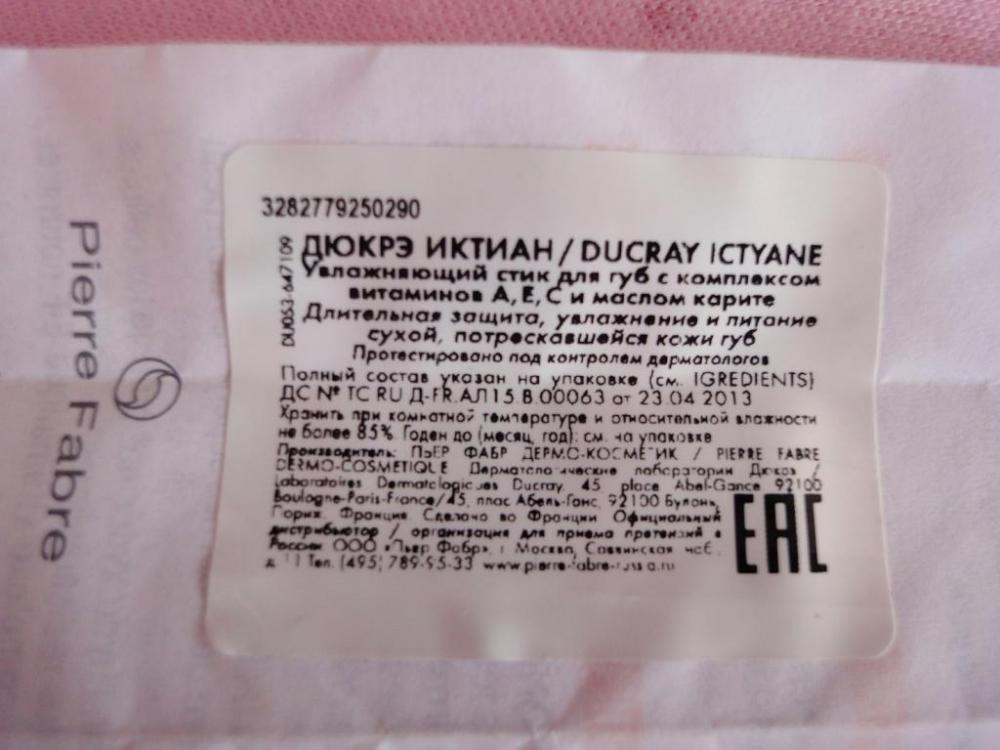 3282779250290
DU053-647109
ДЮКРЭ ИКТИАН / DUCRAY ICTYANE
Увлажняющий стик для губ с комплексом
витаминов А, Е, С и маслом карите
Длительная защита, увлажнение и питание
сухой, потрескавшейся кожи губ
Протестировано под контролем дерматологов
Полный состав указан на упаковке (см. IGREDIENTS)
ДС № ТС RU Д-FR.АЛ15.В.00063 от 23.04 2013
Хранить при комнатной температуре и относительной влажности
не более 85%. Годен до (месяц, год): см. на упаковке
Производитель: ПЬЕР ФАБР ДЕРМО-КОСМЕТИК / PIERRE FABRE
DERMO-COSMETIQUE Дерматологические лаборатории Дюкрэ /
Laboratoires Dermatologiques Ducray 45, place Abel-Gance 92100
Boulogne-Paris-France/45, плас Абель-Ганс, 92100 Булонь,
Париж, Франция Сделано во Франции Официальный
дистрибьютор / организация для приема претензий в
России ООО «Пьер Фабр», г Москва, Саввинская наб.,
д. 11 Тел. (495) 789-95-33 www.pierre-fabre-russia.ru
EAC
Pierre Fabre